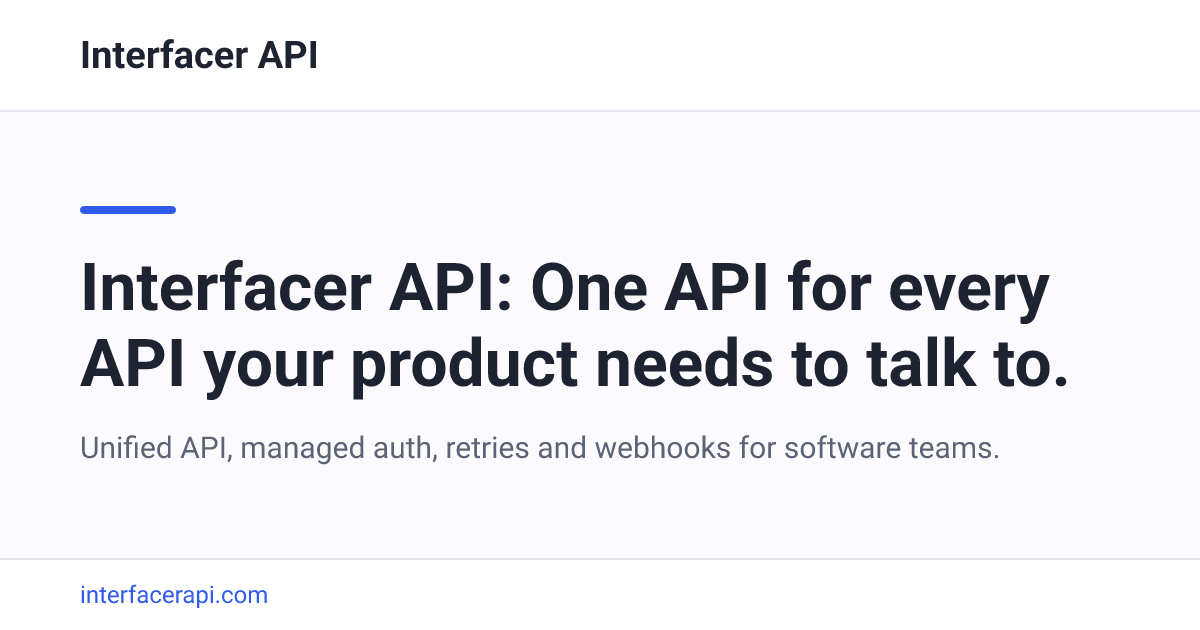 Interfacer API
Interfacer API: One API for every
API your product needs to talk to.
Unified API, managed auth, retries and webhooks for software teams.
interfacerapi.com